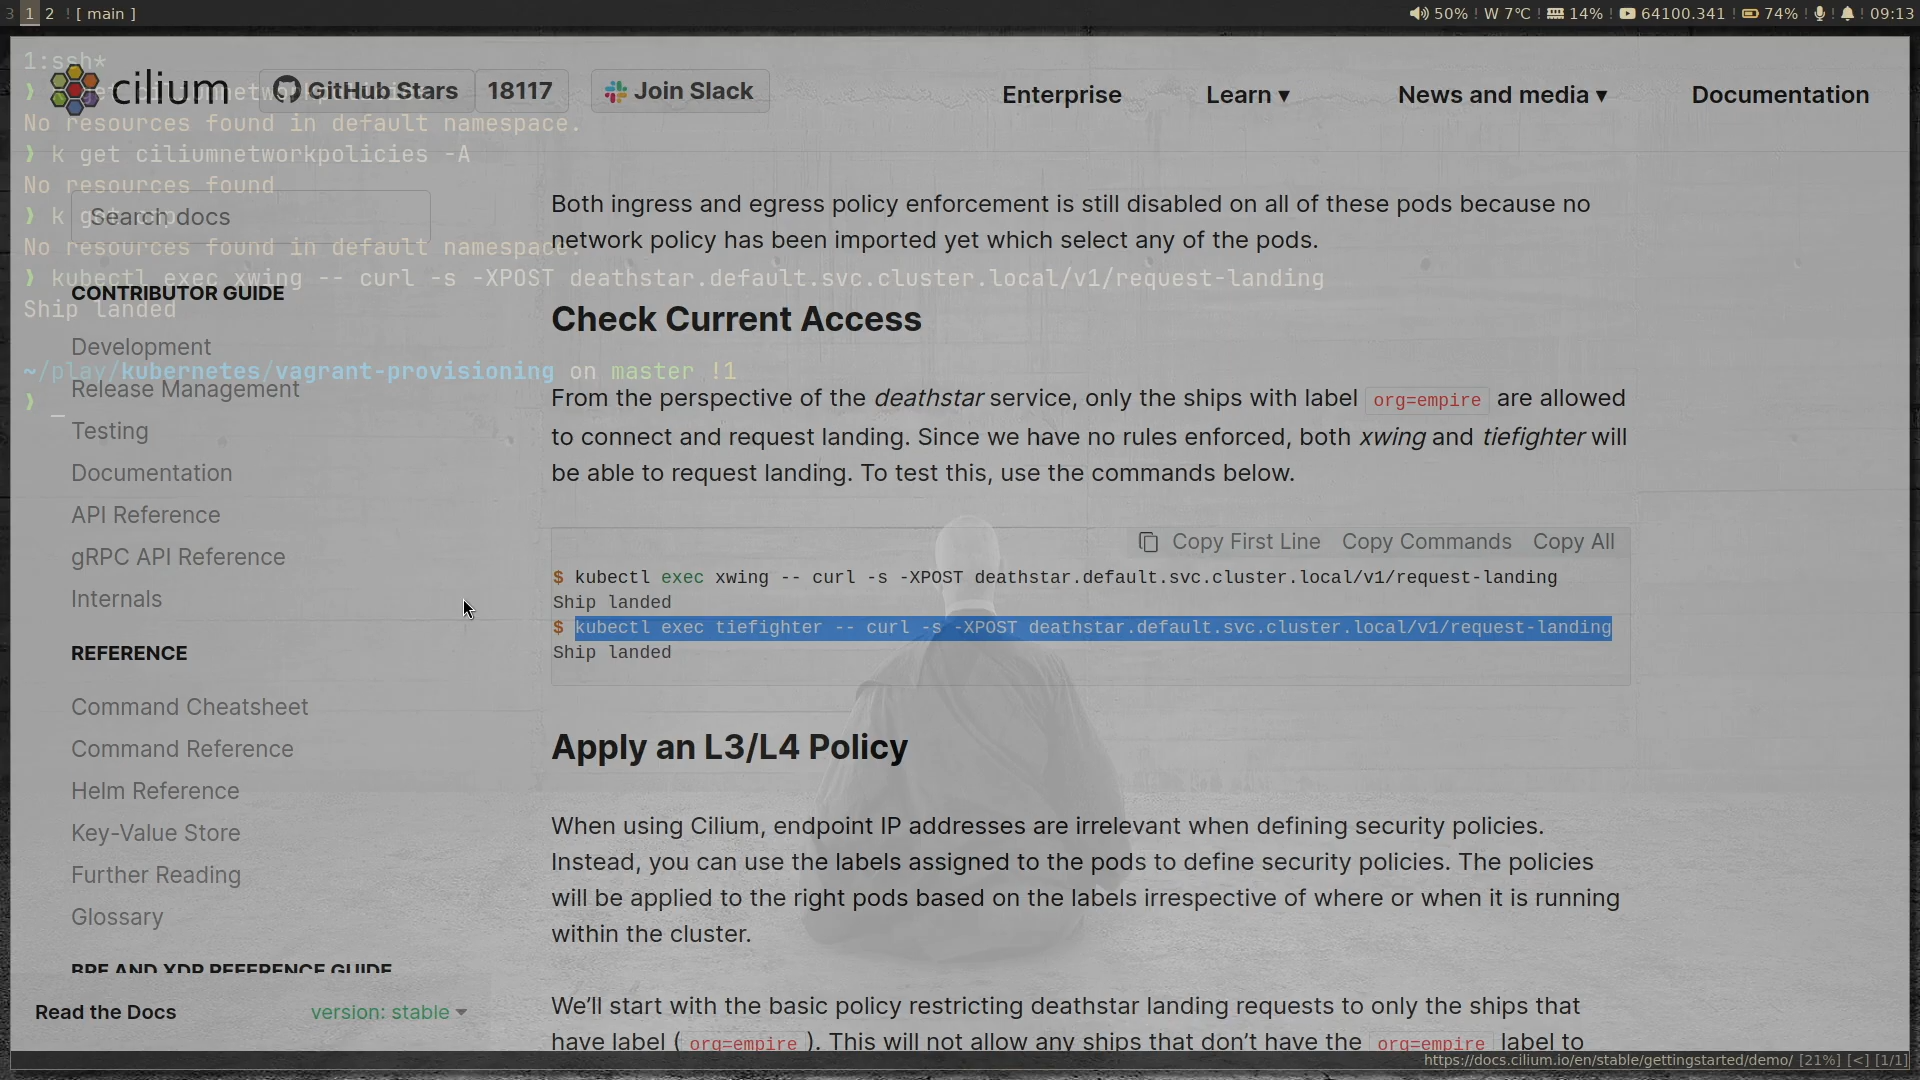 3 1 2 [ main ]
50% W 7°C 14% 64100.341 74% 09:13
1:ssh*
cilium
GitHub Stars 18117
Join Slack
Enterprise
Learn ▾
News and media ▾
Documentation
No resources found in default namespace.
❯ k get ciliumnetworkpolicies -A
No resources found
❯ k get
No resources found in default namespace.
❯ kubectl exec xwing -- curl -s -XPOST deathstar.default.svc.cluster.local/v1/request-landing
Ship landed
~/play/kubernetes/vagrant-provisioning on master !1
❯ _
Search docs
CONTRIBUTOR GUIDE
Development
Release Management
Testing
Documentation
API Reference
gRPC API Reference
Internals
REFERENCE
Command Cheatsheet
Command Reference
Helm Reference
Key-Value Store
Further Reading
Glossary
BPF AND XDP REFERENCE GUIDE
Read the Docs
version: stable
Both ingress and egress policy enforcement is still disabled on all of these pods because no
network policy has been imported yet which select any of the pods.
Check Current Access
From the perspective of the deathstar service, only the ships with label org=empire are allowed
to connect and request landing. Since we have no rules enforced, both xwing and tiefighter will
be able to request landing. To test this, use the commands below.
Copy First Line Copy Commands Copy All
$ kubectl exec xwing -- curl -s -XPOST deathstar.default.svc.cluster.local/v1/request-landing
Ship landed
$ kubectl exec tiefighter -- curl -s -XPOST deathstar.default.svc.cluster.local/v1/request-landing
Ship landed
Apply an L3/L4 Policy
When using Cilium, endpoint IP addresses are irrelevant when defining security policies.
Instead, you can use the labels assigned to the pods to define security policies. The policies
will be applied to the right pods based on the labels irrespective of where or when it is running
within the cluster.
We’ll start with the basic policy restricting deathstar landing requests to only the ships that
have label ( org=empire ). This will not allow any ships that don’t have the org=empire label to
https://docs.cilium.io/en/stable/gettingstarted/demo/ [21%] [<] [1/1]